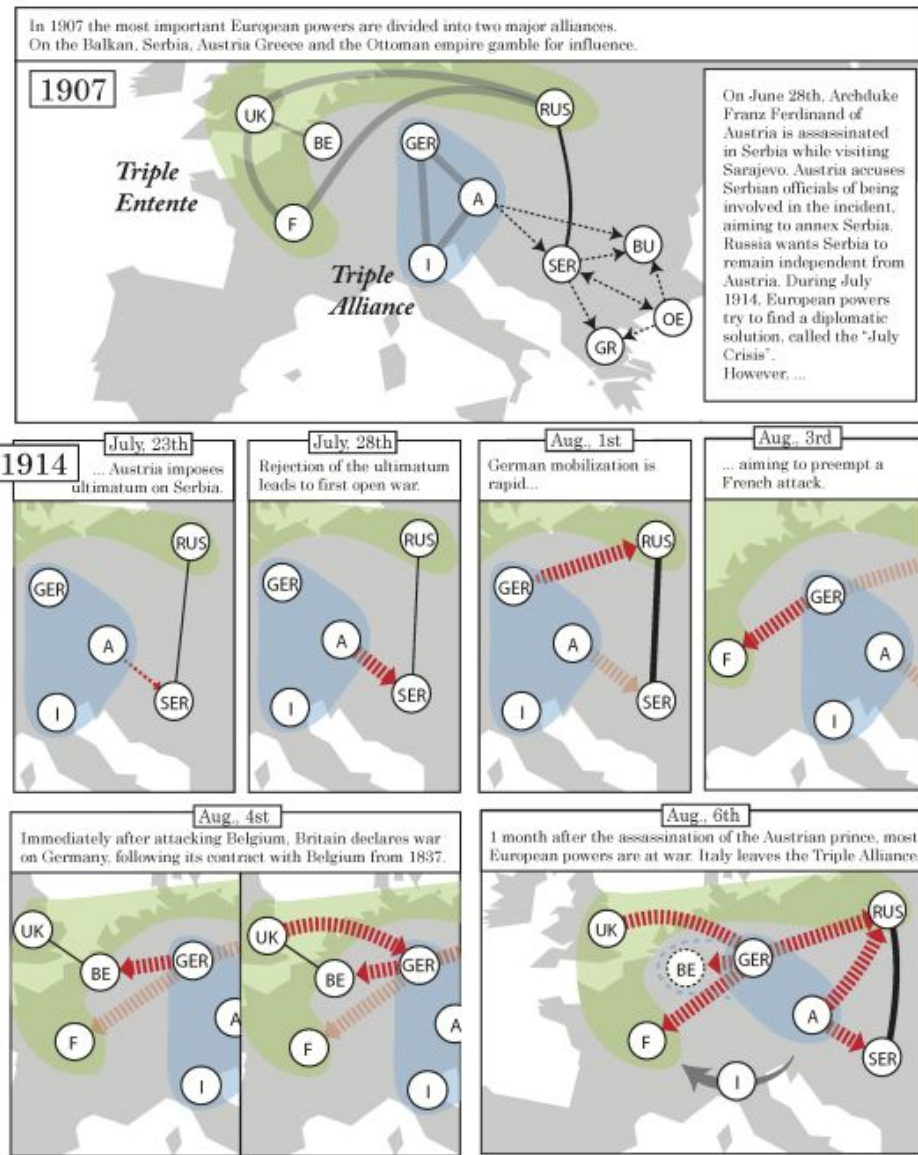 In 1907 the most important European powers are divided into two major alliances.
On the Balkan, Serbia, Austria Greece and the Ottoman empire gamble for influence.
1907
UK
BE
GER
RUS
Triple
Entente
F
A
I
Triple
Alliance
SER
BU
OE
GR
On June 28th, Archduke
Franz Ferdinand of
Austria is assassinated
in Serbia while visiting
Sarajevo. Austria accuses
Serbian officials of being
involved in the incident,
aiming to annex Serbia.
Russia wants Serbia to
remain independent from
Austria. During July
1914, European powers
try to find a diplomatic
solution, called the "July
Crisis".
However, ...
1914
July, 23th
... Austria imposes
ultimatum on Serbia.
RUS
GER
A
SER
I
July, 28th
Rejection of the ultimatum
leads to first open war.
RUS
GER
A
SER
I
Aug., 1st
German mobilization is
rapid...
RUS
GER
A
SER
I
Aug., 3rd
... aiming to preempt a
French attack.
GER
F
A
I
Aug., 4st
Immediately after attacking Belgium, Britain declares war
on Germany, following its contract with Belgium from 1837.
UK
BE
GER
F
A
I
UK
BE
GER
F
A
I
Aug., 6th
1 month after the assassination of the Austrian prince, most
European powers are at war. Italy leaves the Triple Alliance
RUS
UK
BE
GER
F
A
SER
I